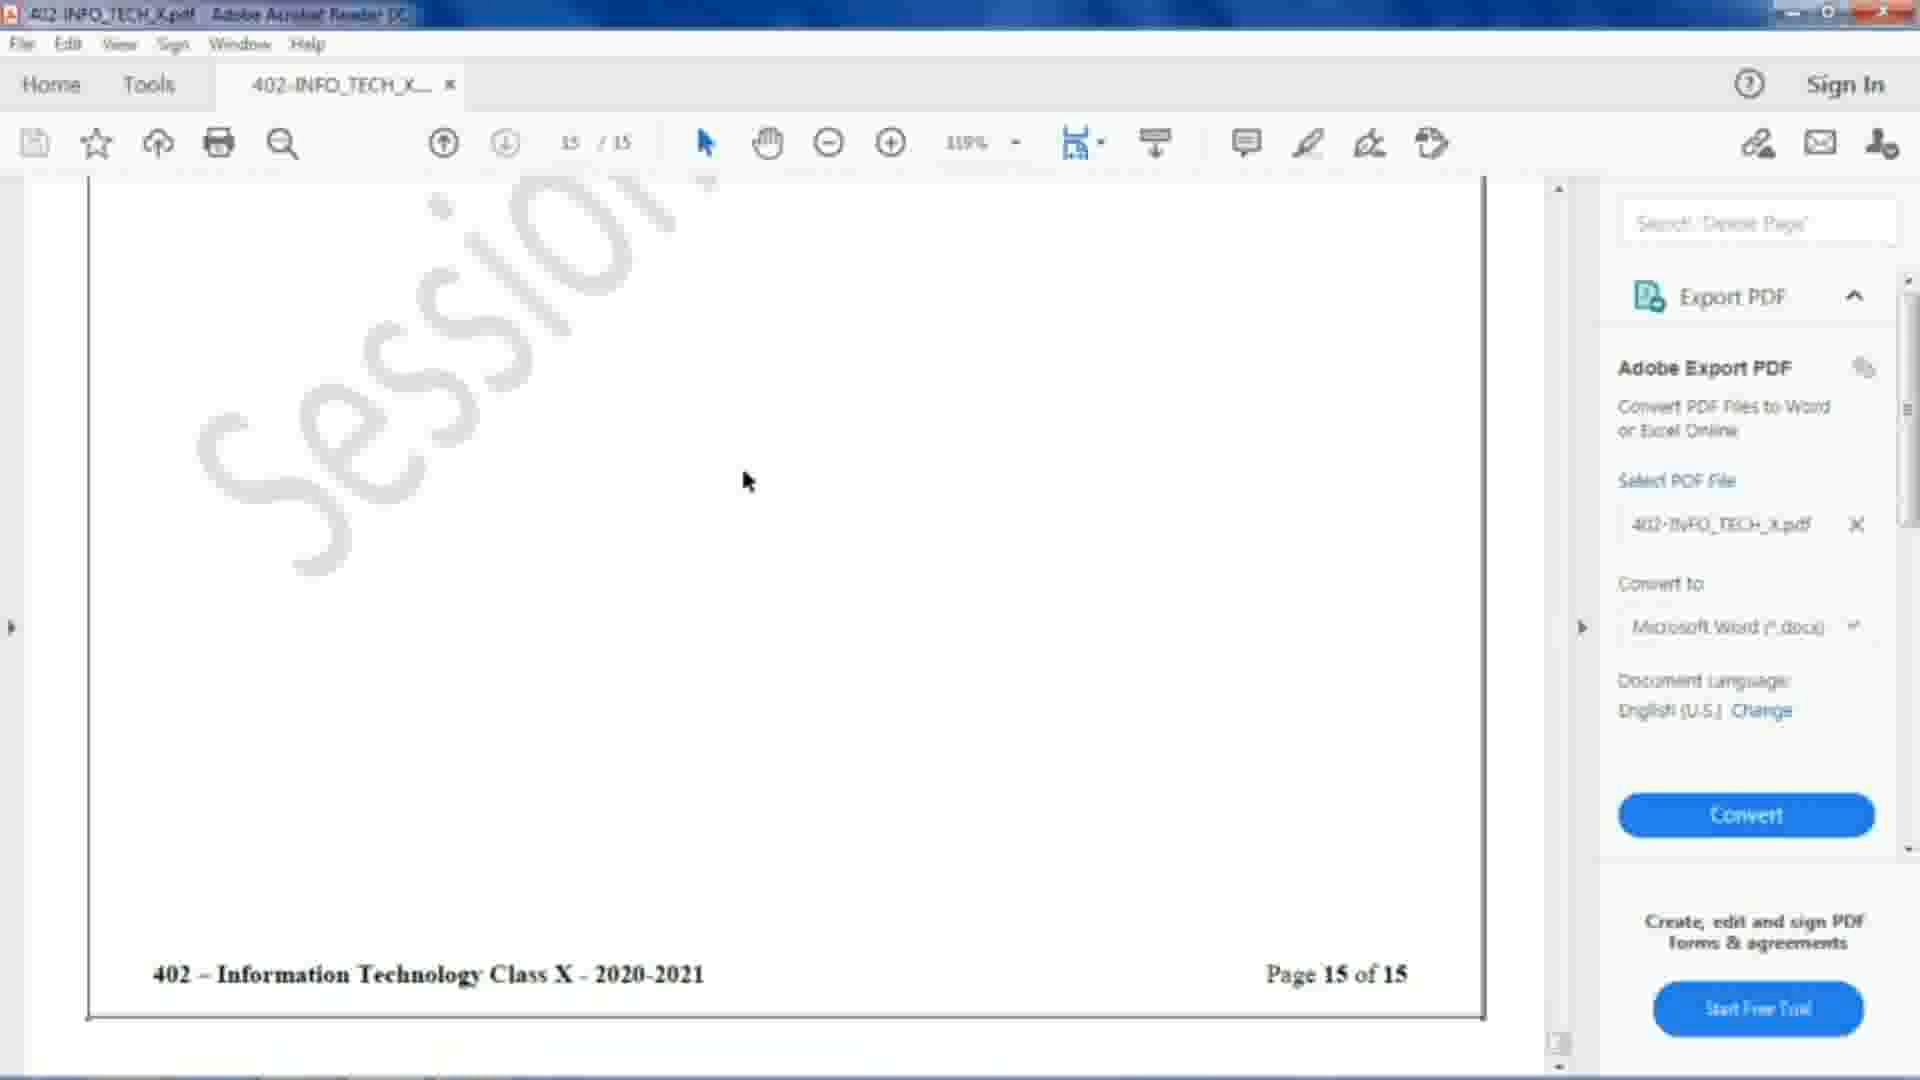 402-INFO_TECH_X.pdf - Adobe Acrobat Reader DC
File Edit View Sign Window Help
Home Tools 402-INFO_TECH_X... ×
? Sign In
15 / 15
119%
Session
Search 'Delete Page'
Export PDF
Adobe Export PDF
Convert PDF Files to Word
or Excel Online
Select PDF File
402-INFO_TECH_X.pdf
Convert to
Microsoft Word (*.docx)
Document Language:
English (U.S.) Change
Convert
Create, edit and sign PDF
forms & agreements
Start Free Trial
402 – Information Technology Class X - 2020-2021 Page 15 of 15